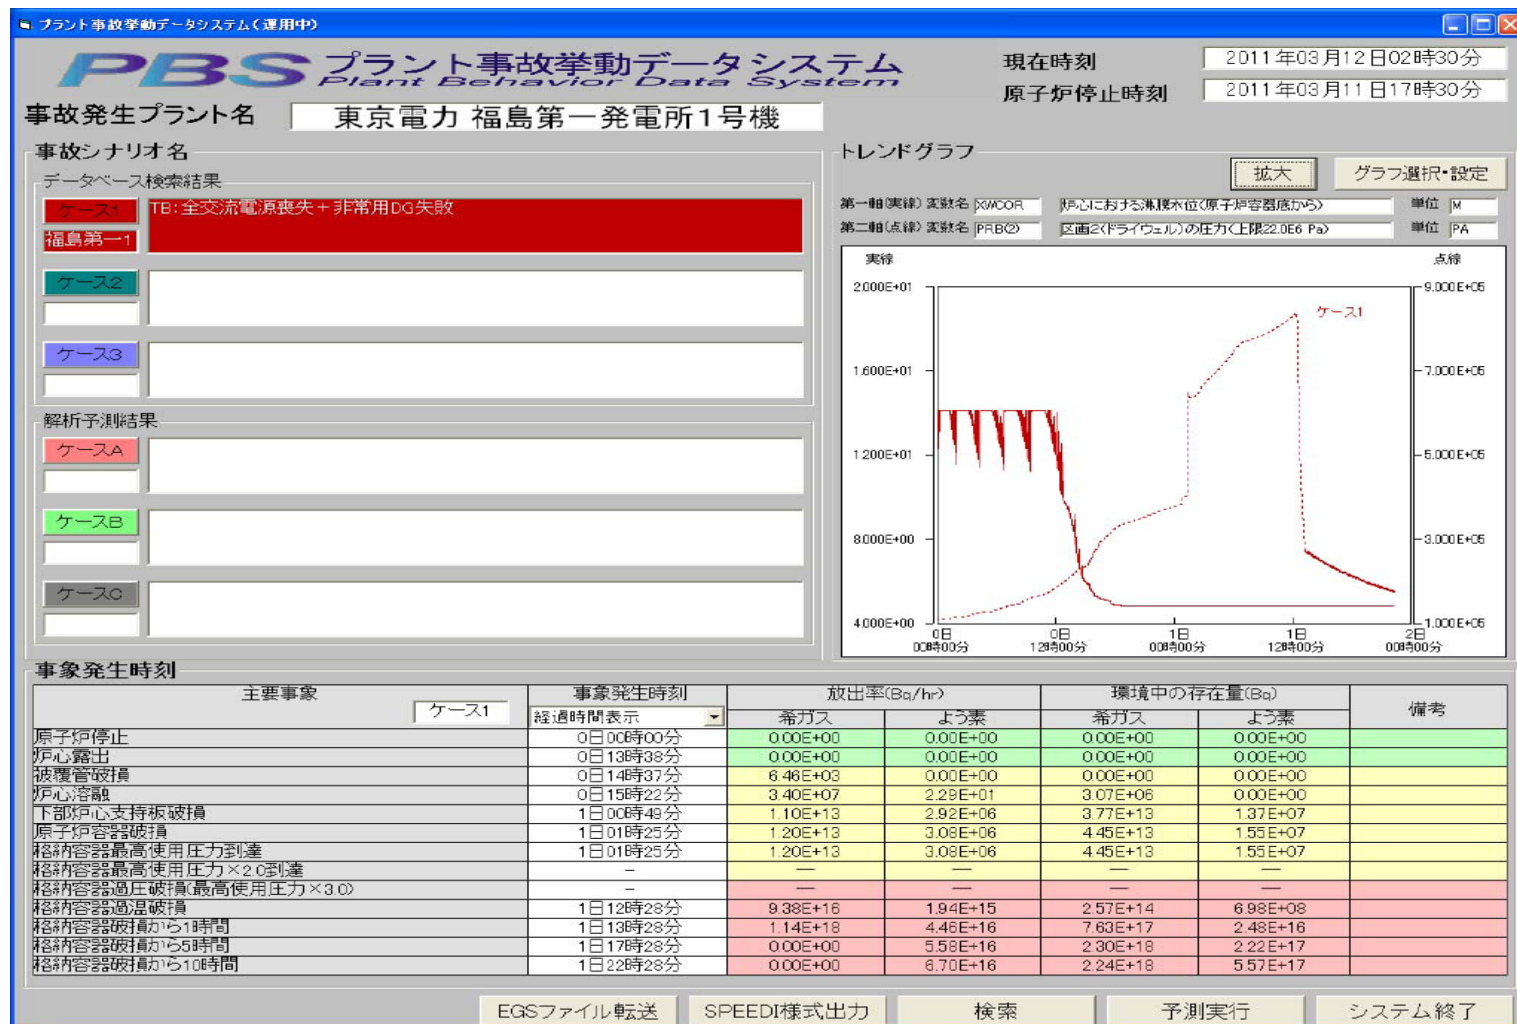 プラント事故挙動データシステム(運用中)
PBS プラント事故挙動データシステム
Plant Behavior Data System
現在時刻 2011年03月12日02時30分
原子炉停止時刻 2011年03月11日17時30分
事故発生プラント名 東京電力 福島第一発電所1号機
事故シナリオ名
データベース検索結果
ケース1 TB:全交流電源喪失+非常用DG失敗
福島第一1
ケース2
ケース3
解析予測結果
ケースA
ケースB
ケースC
トレンドグラフ
拡大 グラフ選択・設定
第一軸(実線) 変数名 XWCOR 炉心における沸騰水位(原子炉容器底から) 単位 M
第二軸(点線) 変数名 PRB(2) 区画2(ドライウェル)の圧力(上限22.0E6 Pa) 単位 PA
実線 点線
2.000E+01 9.000E+05
ケース1
1.600E+01 7.000E+05
1.200E+01 5.000E+05
8.000E+00 3.000E+05
4.000E+00 1.000E+05
0日 0日 1日 1日 2日
00時00分 12時00分 00時00分 12時00分 00時00分
事象発生時刻
主要事象 ケース1 事象発生時刻 放出率(Bq/hr) 環境中の存在量(Bq) 備考
経過時間表示 希ガス よう素 希ガス よう素
原子炉停止 0日00時00分 0.00E+00 0.00E+00 0.00E+00 0.00E+00
炉心露出 0日13時38分 0.00E+00 0.00E+00 0.00E+00 0.00E+00
被覆管破損 0日14時37分 6.46E+03 0.00E+00 0.00E+00 0.00E+00
炉心溶融 0日15時22分 3.40E+07 2.29E+01 3.07E+06 0.00E+00
下部炉心支持板破損 1日00時49分 1.10E+13 2.92E+06 3.77E+13 1.37E+07
原子炉容器破損 1日01時25分 1.20E+13 3.08E+06 4.45E+13 1.55E+07
格納容器最高使用圧力到達 1日01時25分 1.20E+13 3.08E+06 4.45E+13 1.55E+07
格納容器最高使用圧力×2.0到達 - — — — —
格納容器過圧破損(最高使用圧力×3.0) - — — — —
格納容器過温破損 1日12時28分 9.38E+16 1.94E+15 2.57E+14 6.98E+08
格納容器破損から1時間 1日13時28分 1.14E+18 4.46E+16 7.63E+17 2.48E+16
格納容器破損から5時間 1日17時28分 0.00E+00 5.58E+16 2.30E+18 2.22E+17
格納容器破損から10時間 1日22時28分 0.00E+00 6.70E+16 2.24E+18 5.57E+17
EGSファイル転送 SPEEDI様式出力 検索 予測実行 システム終了